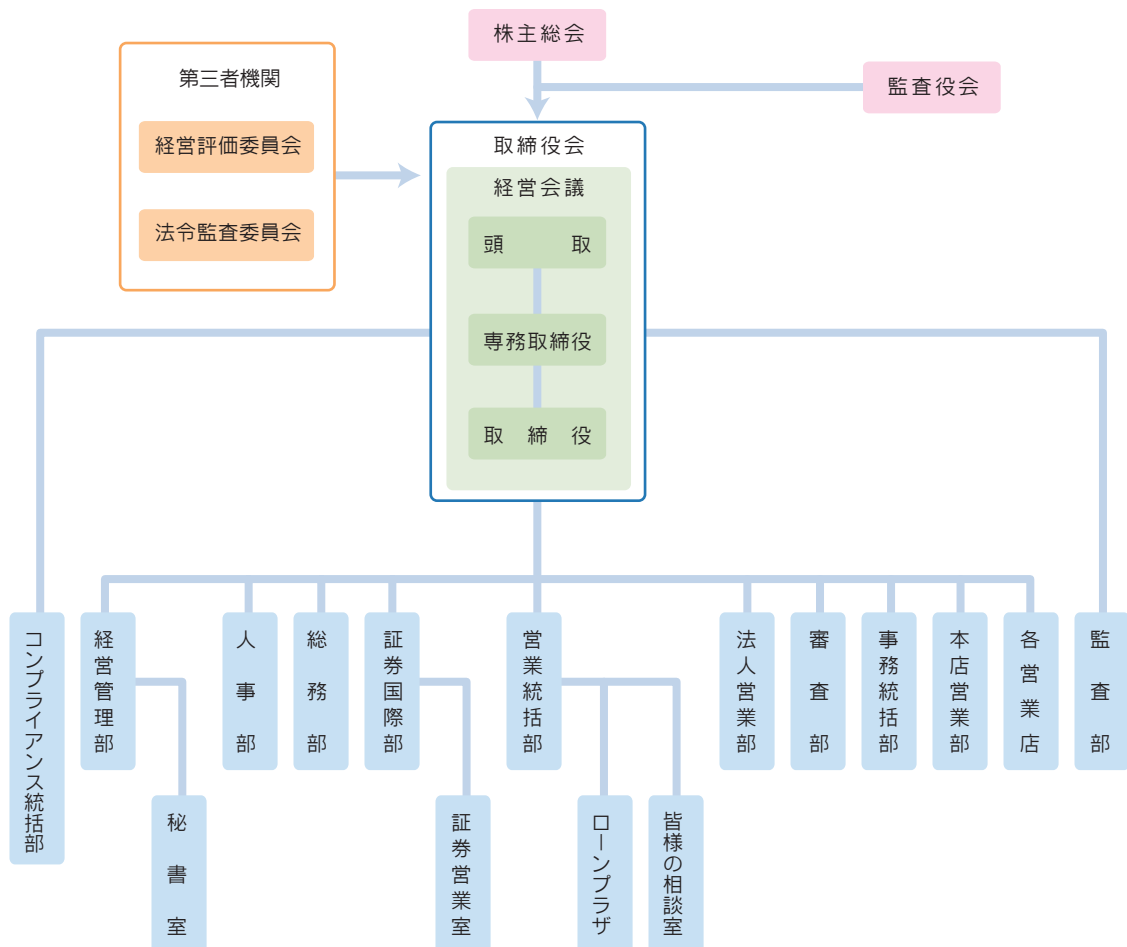 株主総会
監査役会
第三者機関
経営評価委員会
法令監査委員会
取締役会
経営会議
頭取
専務取締役
取締役
コンプライアンス統括部
経営管理部
人事部
総務部
証券国際部
営業統括部
法人営業部
審査部
事務統括部
本店営業部
各営業店
監査部
秘書室
証券営業室
ローンプラザ
皆様の相談室